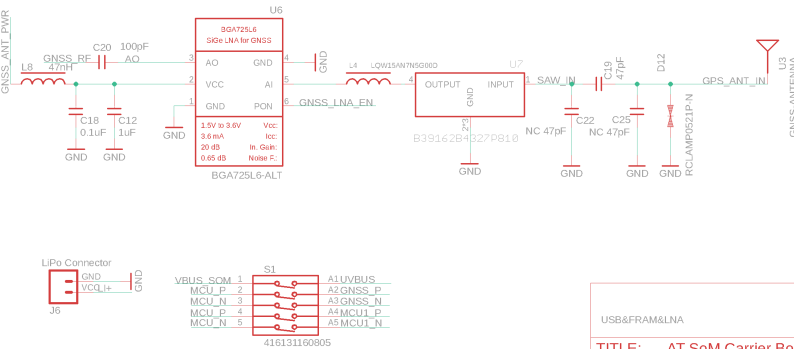 GNSS_ANT_PWR
L8
47nH
GNSS_RF
C20
100pF
AO
C18
0.1uF
GND
C12
1uF
GND
U6
BGA725L6
SiGe LNA for GNSS
3 AO GND 4
2 VCC AI 5
1 GND PON 6
GND
GND
GNSS_LNA_EN
1.5V to 3.6V Vcc:
3.6 mA Icc:
20 dB In. Gain:
0.65 dB Noise F.:
BGA725L6-ALT
L4 LQW15AN7N5G00D
U7
4 OUTPUT INPUT 1
GND
2*3
B39162B4327P810
GND
SAW_IN
C19
47pF
C22
NC 47pF
GND
C25
NC 47pF
GND
D12
RCLAMP0521P-N
GND
GPS_ANT_IN
U3
GNSS-ANTENNA
LiPo Connector
GND
VCC LI+
GND
J6
S1
VBUS_SOM 1 A1 UVBUS
MCU_P 2 A2 GNSS_P
MCU_N 3 A3 GNSS_N
MCU_P 4 A4 MCU1_P
MCU_N 5 A5 MCU1_N
416131160805
USB&FRAM&LNA
TITLE: AT SoM Carrier Bo